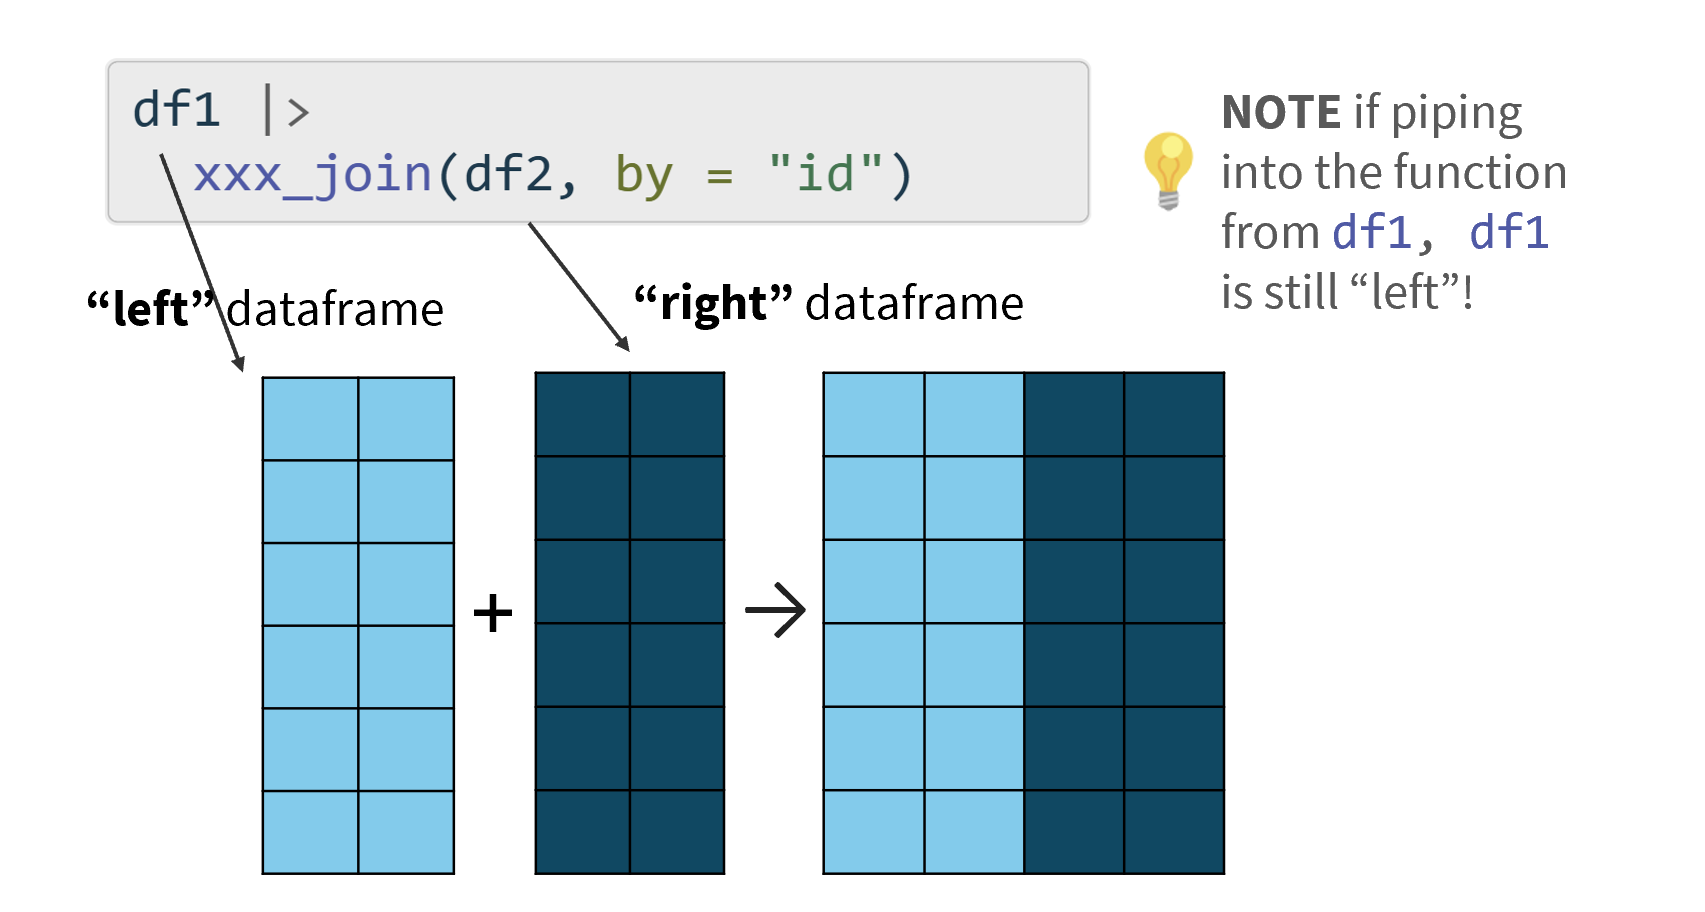 df1 |>
xxx_join(df2, by = "id")
NOTE if piping
into the function
from df1, df1
is still “left”!
“left” dataframe
“right” dataframe
+